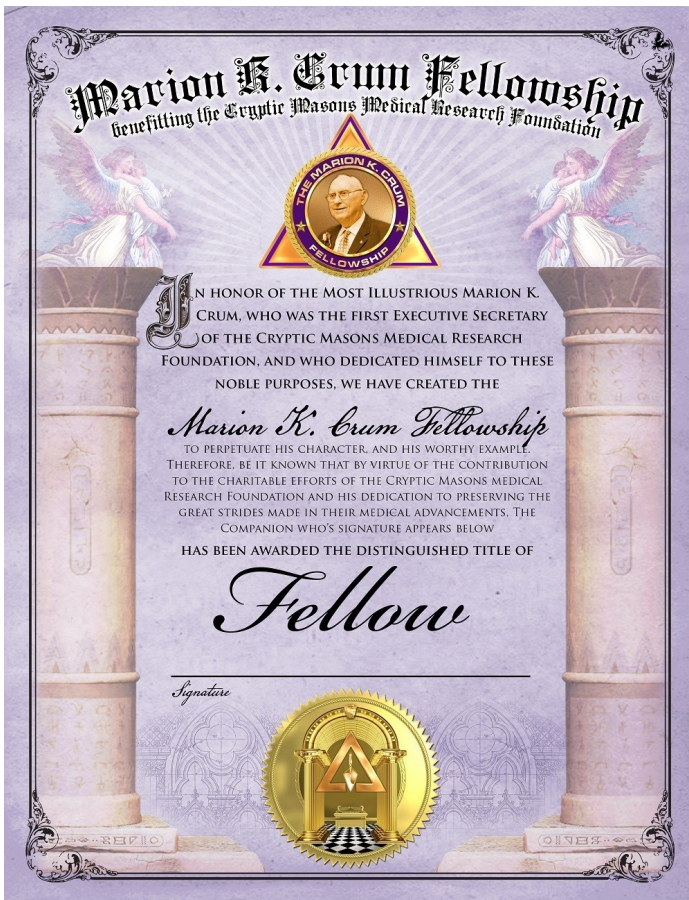 Marion K. Crum Fellowship
benefitting the Cryptic Masons Medical Research Foundation
THE MARION K. CRUM
FELLOWSHIP
IN HONOR OF THE MOST ILLUSTRIOUS MARION K.
CRUM, WHO WAS THE FIRST EXECUTIVE SECRETARY
OF THE CRYPTIC MASONS MEDICAL RESEARCH
FOUNDATION, AND WHO DEDICATED HIMSELF TO THESE
NOBLE PURPOSES, WE HAVE CREATED THE
Marion K. Crum Fellowship
TO PERPETUATE HIS CHARACTER, AND HIS WORTHY EXAMPLE.
THEREFORE, BE IT KNOWN THAT BY VIRTUE OF THE CONTRIBUTION
TO THE CHARITABLE EFFORTS OF THE CRYPTIC MASONS MEDICAL
RESEARCH FOUNDATION AND HIS DEDICATION TO PRESERVING THE
GREAT STRIDES MADE IN THEIR MEDICAL ADVANCEMENTS, THE
COMPANION WHO'S SIGNATURE APPEARS BELOW
HAS BEEN AWARDED THE DISTINGUISHED TITLE OF
Fellow
Signature